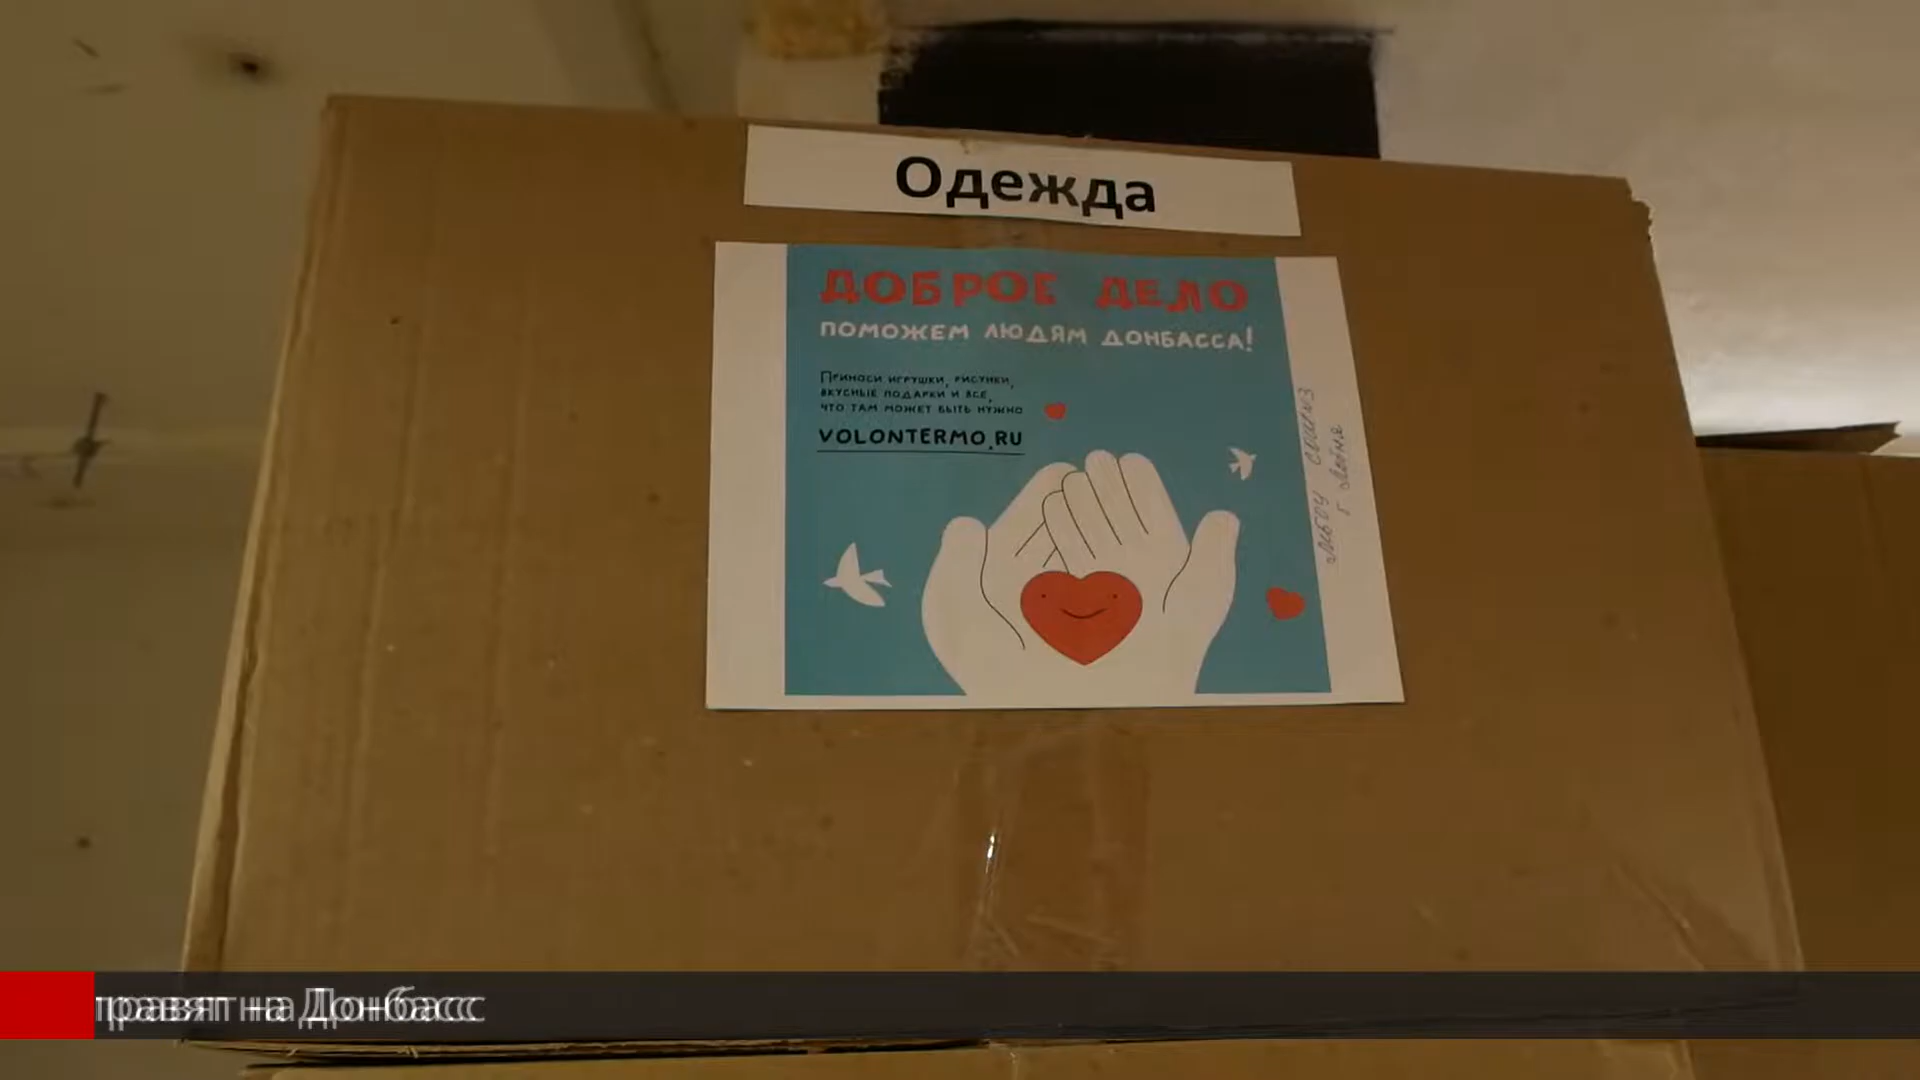 Одежда
ДОБРОЕ ДЕЛО
ПОМОЖЕМ ЛЮДЯМ ДОНБАССА!
Приноси игрушки, рисунки,
вкусные подарки и все,
что там может быть нужно
VOLONTERMO.RU
г. Лобня
правят на Донбасс